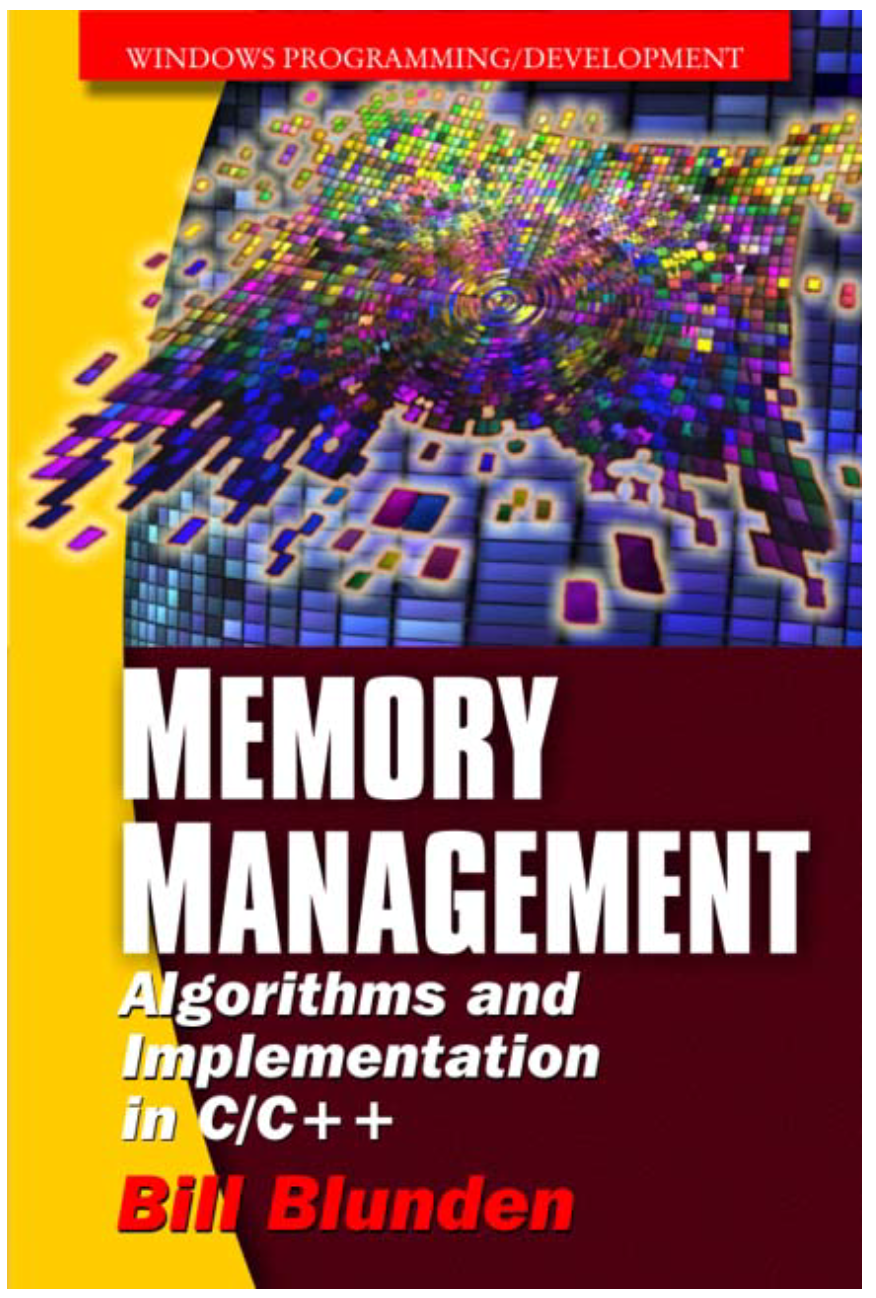 WINDOWS PROGRAMMING/DEVELOPMENT
MEMORY
MANAGEMENT
Algorithms and
Implementation
in C/C++
Bill Blunden